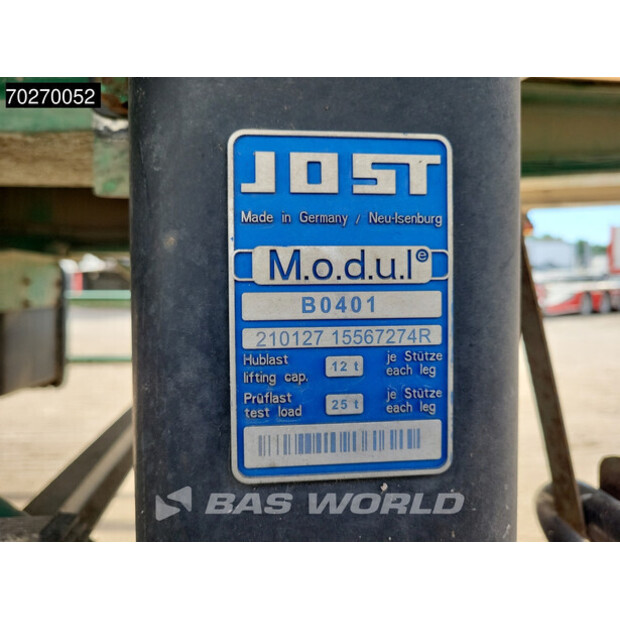 70270052
JOST
Made in Germany / Neu-Isenburg
M.o.d.u.l e
B0401
210127 15567274R
Hublast 12 t je Stütze
lifting cap. each leg
Prüflast 25 t je Stütze
test load each leg
BAS WORLD